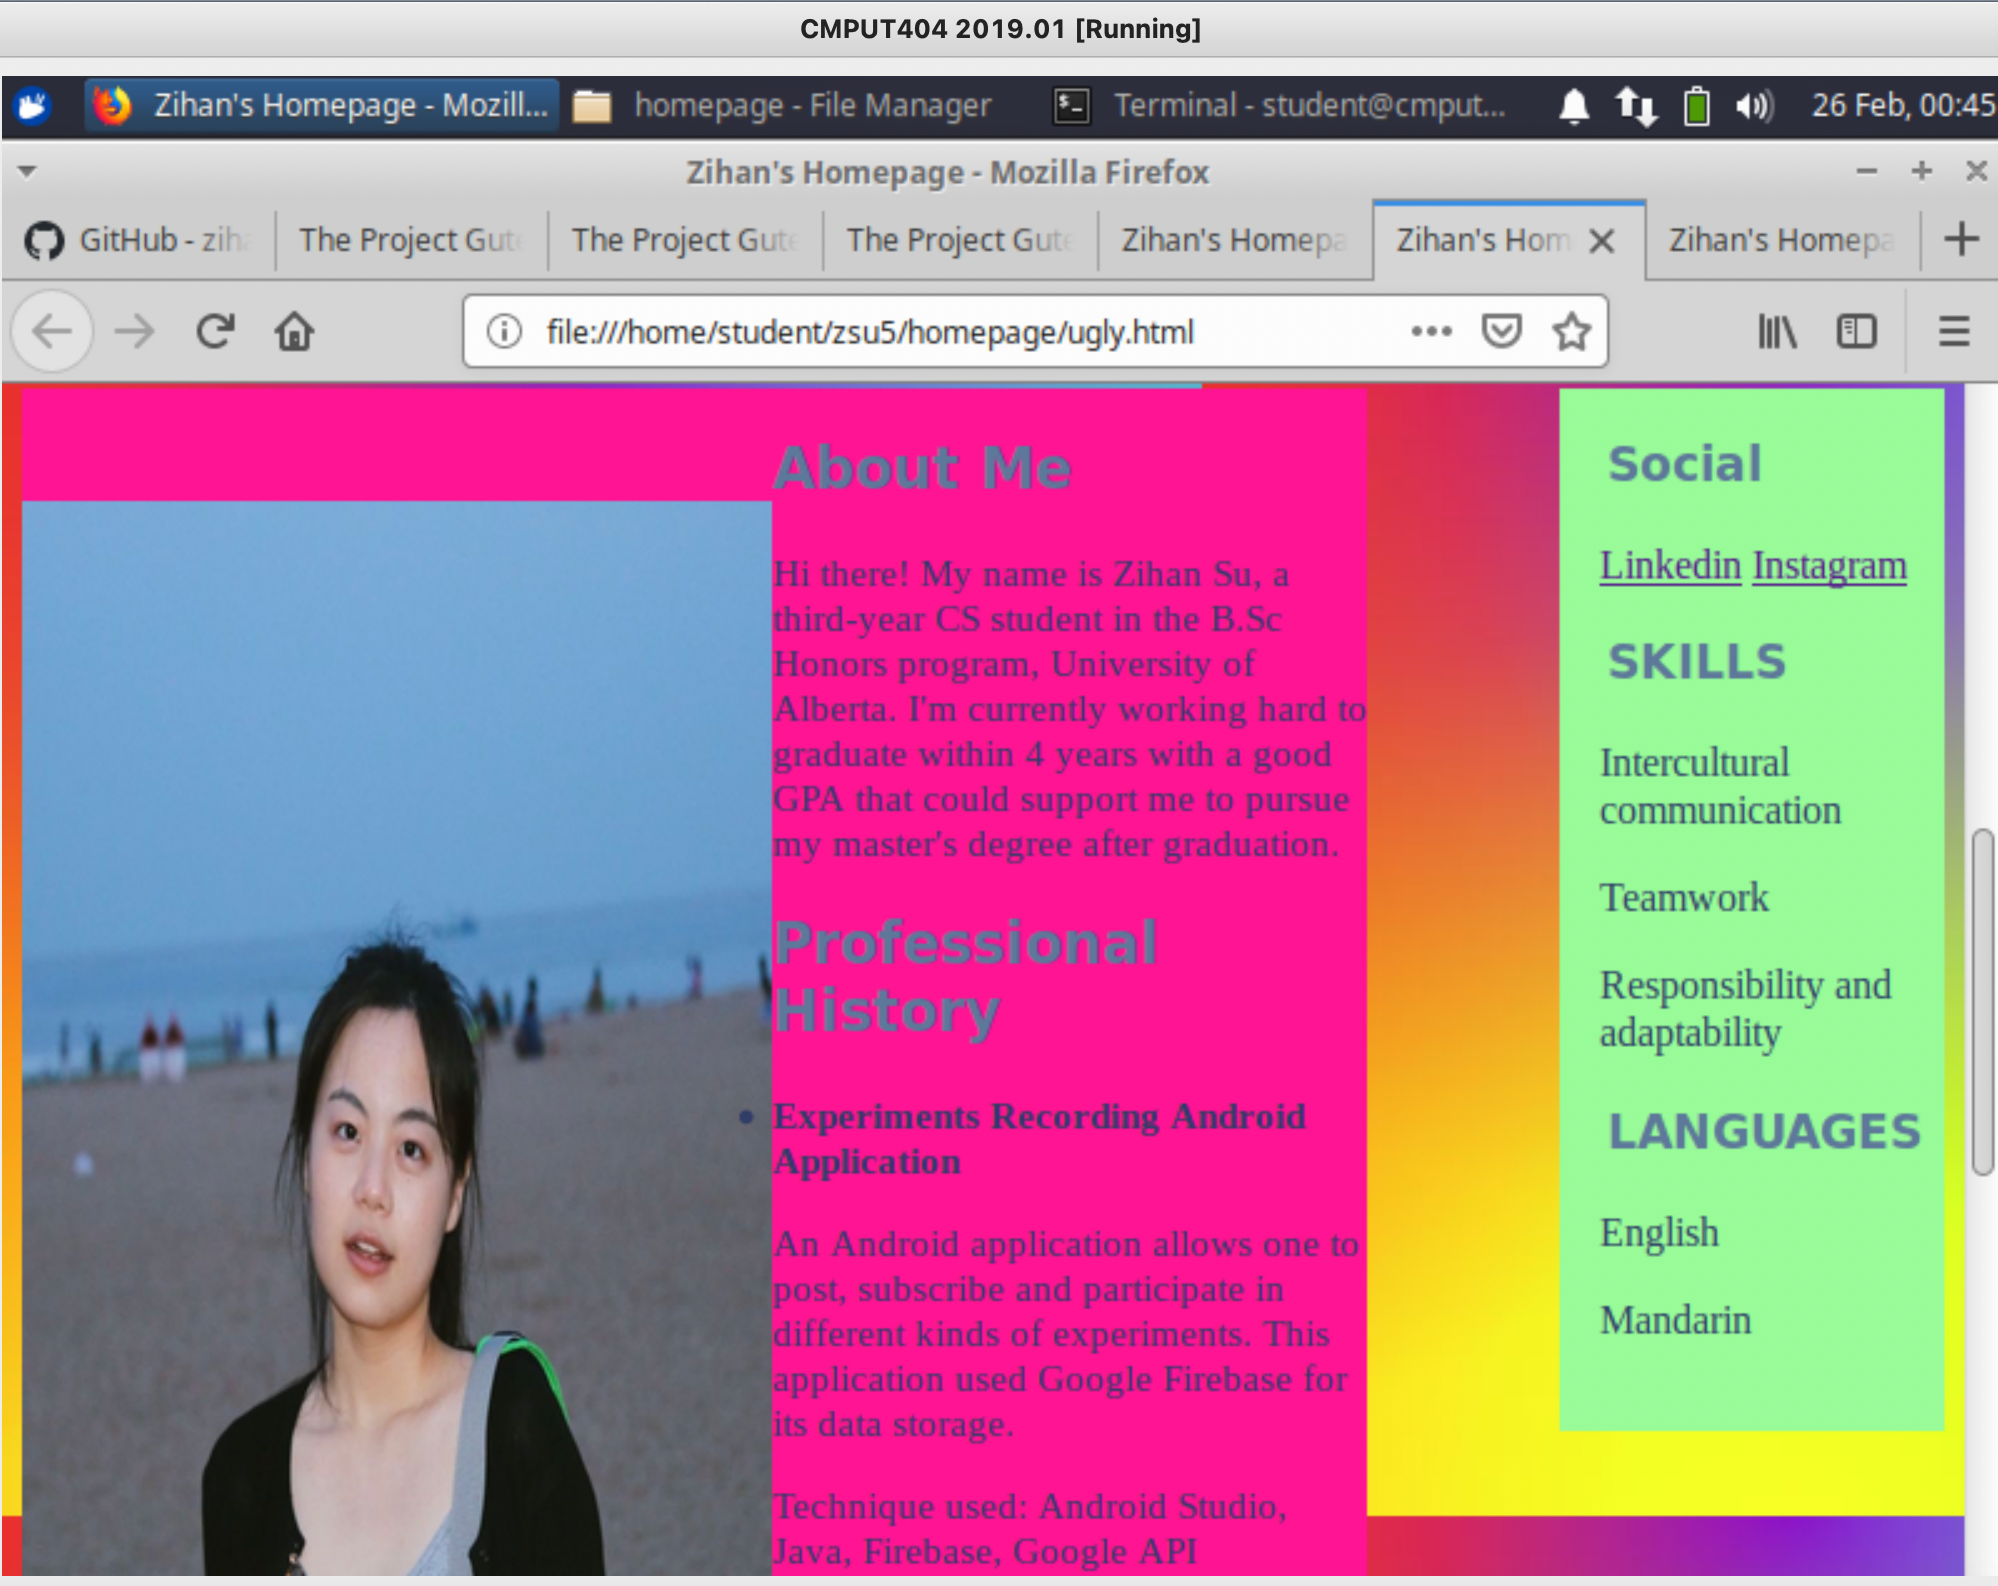 CMPUT404 2019.01 [Running]
Zihan's Homepage - Mozill...
homepage - File Manager
Terminal - student@cmput...
26 Feb, 00:45
Zihan's Homepage - Mozilla Firefox
GitHub - ziha
The Project Gute
The Project Gute
The Project Gute
Zihan's Homepa
Zihan's Hom
Zihan's Homepa
file:///home/student/zsu5/homepage/ugly.html
About Me
Hi there! My name is Zihan Su, a
third-year CS student in the B.Sc
Honors program, University of
Alberta. I'm currently working hard to
graduate within 4 years with a good
GPA that could support me to pursue
my master's degree after graduation.
Professional
History
• Experiments Recording Android
Application
An Android application allows one to
post, subscribe and participate in
different kinds of experiments. This
application used Google Firebase for
its data storage.
Technique used: Android Studio,
Java, Firebase, Google API
Social
Linkedin Instagram
SKILLS
Intercultural
communication
Teamwork
Responsibility and
adaptability
LANGUAGES
English
Mandarin